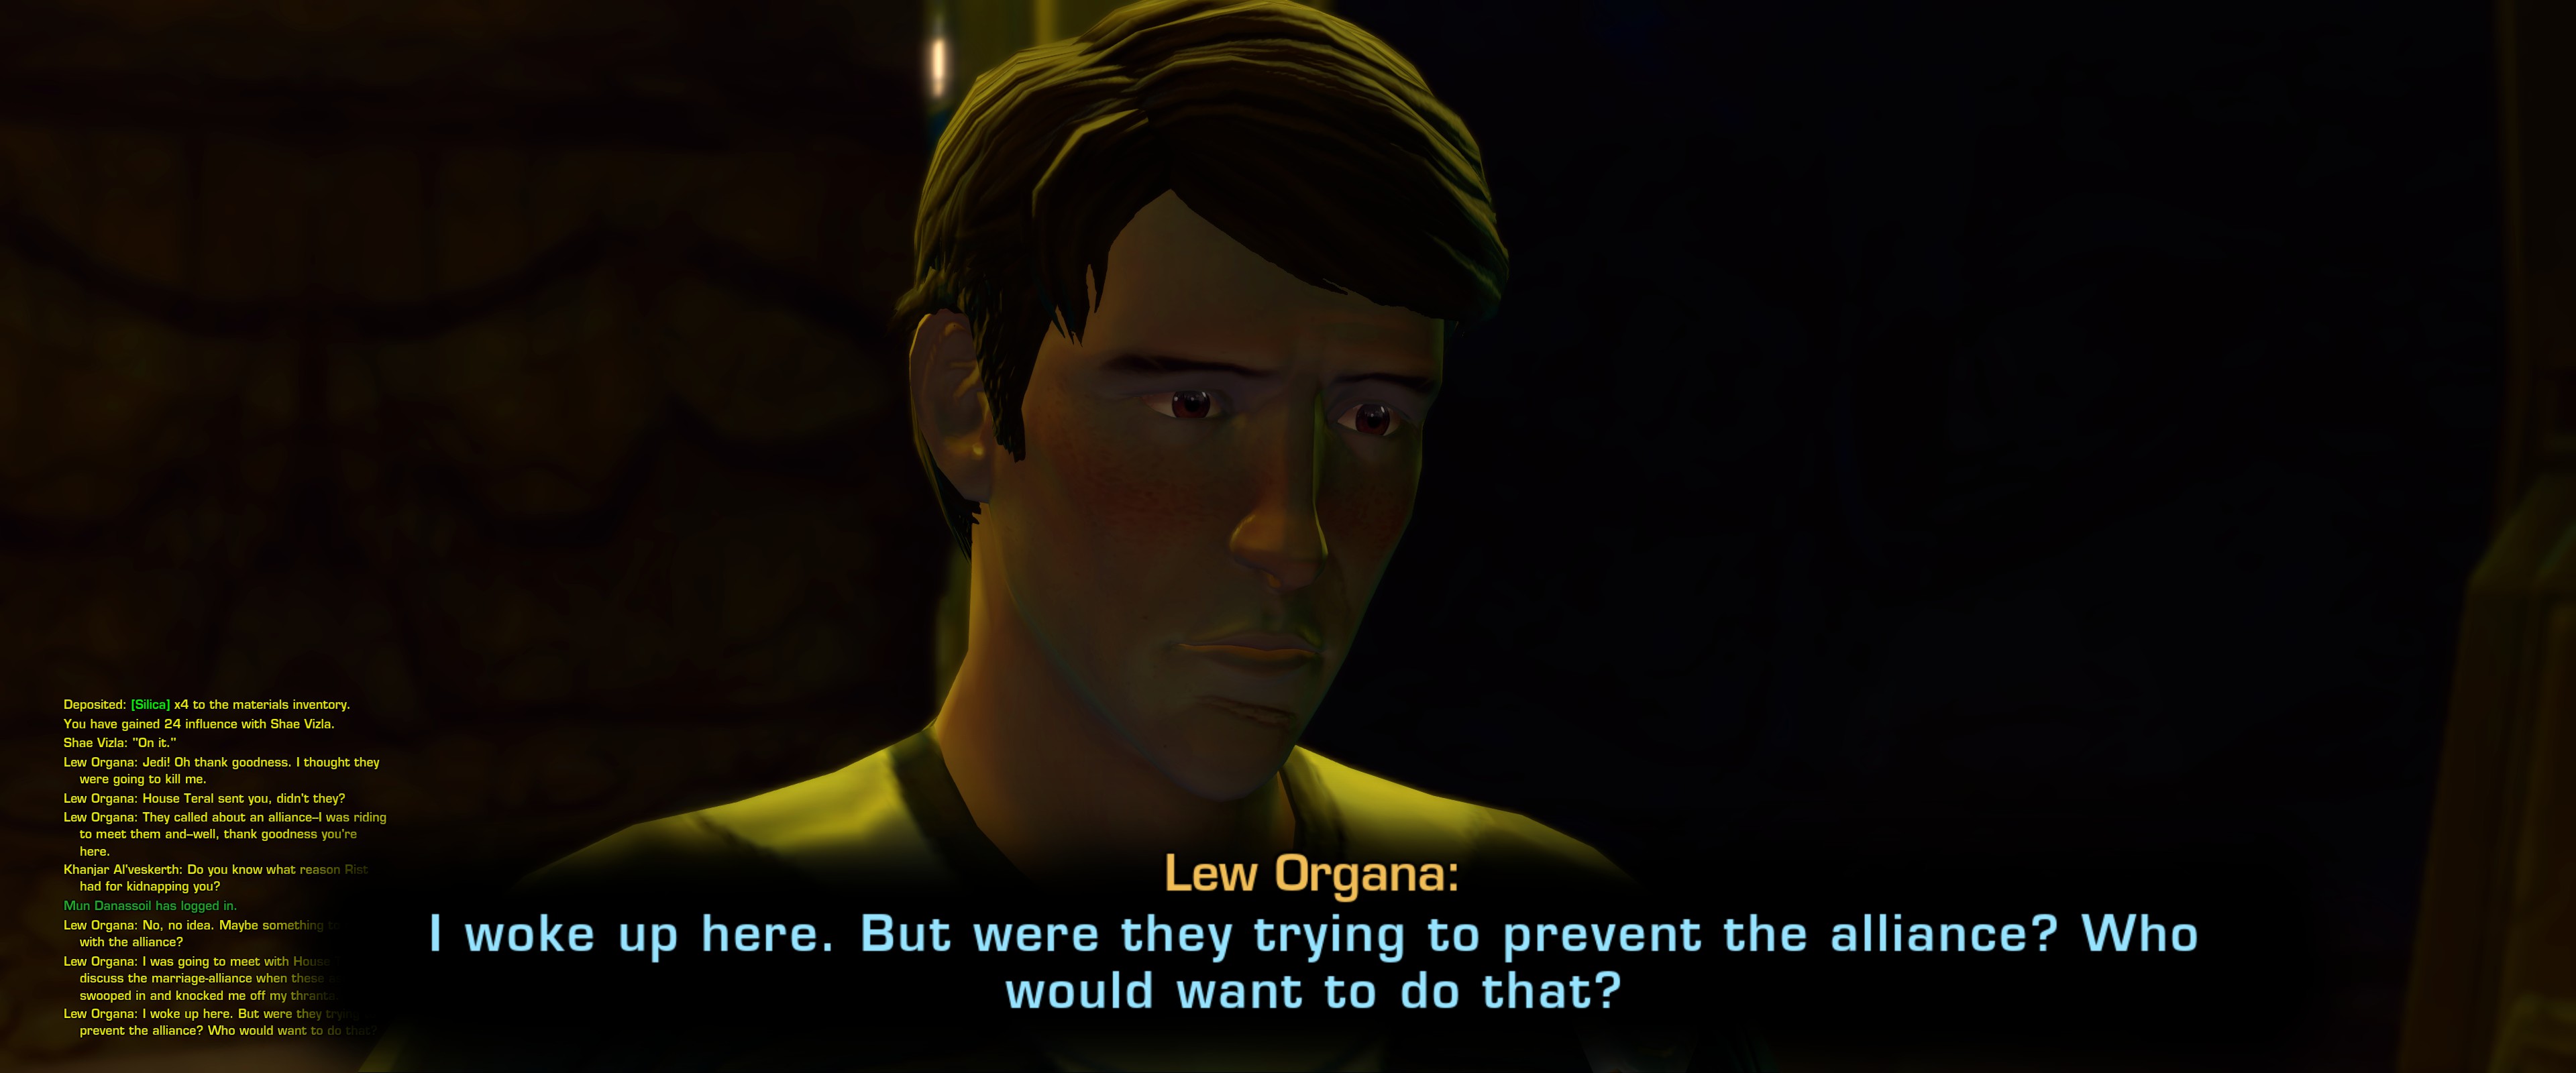 Deposited: [Silica] x4 to the materials inventory.
You have gained 24 influence with Shae Vizla.
Shae Vizla: "On it."
Lew Organa: Jedi! Oh thank goodness. I thought they
were going to kill me.
Lew Organa: House Teral sent you, didn't they?
Lew Organa: They called about an alliance–I was riding
to meet them and–well, thank goodness you're
here.
Khanjar Al'veskerth: Do you know what reason Rist
had for kidnapping you?
Mun Danassoil has logged in.
Lew Organa: No, no idea. Maybe something to
with the alliance?
Lew Organa: I was going to meet with House
discuss the marriage-alliance when these
swooped in and knocked me off my thranta.
Lew Organa: I woke up here. But were they trying
prevent the alliance? Who would want to do that?
Lew Organa:
I woke up here. But were they trying to prevent the alliance? Who
would want to do that?